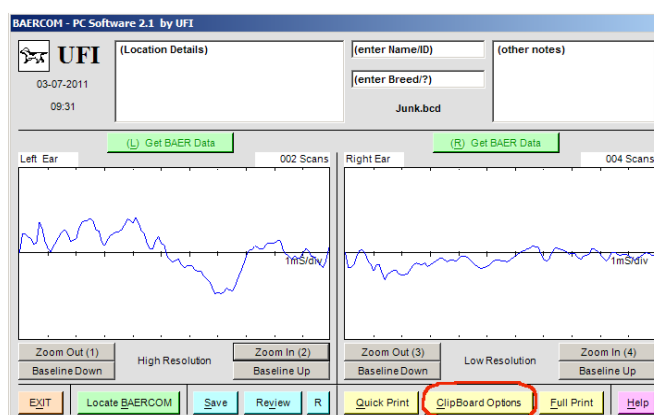 BAERCOM - PC Software 2.1 by UFI
UFI
03-07-2011
09:31
(Location Details)
(enter Name/ID)
(enter Breed/?)
Junk.bcd
(other notes)
(L) Get BAER Data
(R) Get BAER Data
Left Ear
002 Scans
Right Ear
004 Scans
1mS/div
1mS/div
Zoom Out (1)
Baseline Down
High Resolution
Zoom In (2)
Baseline Up
Zoom Out (3)
Baseline Down
Low Resolution
Zoom In (4)
Baseline Up
EXIT
Locate BAERCOM
Save
Review
R
Quick Print
ClipBoard Options
Full Print
Help